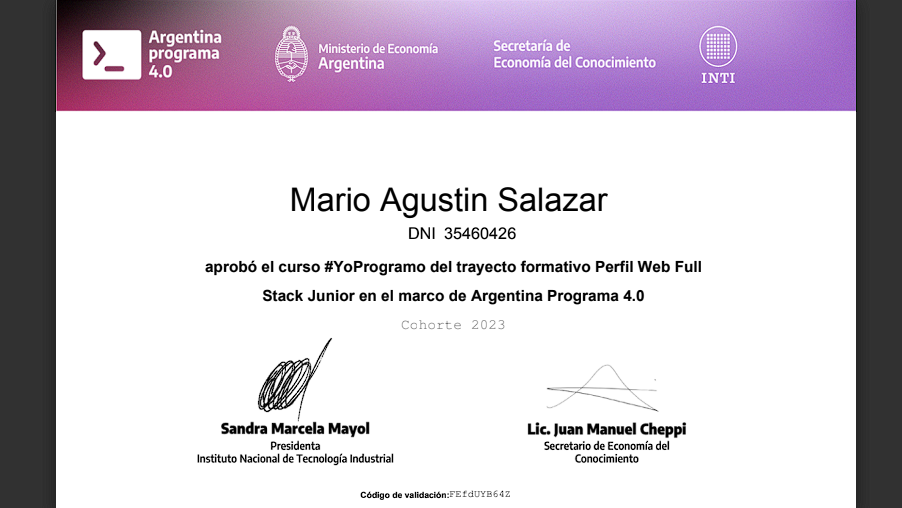 Argentina
programa
4.0
Ministerio de Economía
Argentina
Secretaría de
Economía del Conocimiento
INTI
Mario Agustin Salazar
DNI 35460426
aprobó el curso #YoProgramo del trayecto formativo Perfil Web Full
Stack Junior en el marco de Argentina Programa 4.0
Cohorte 2023
Sandra Marcela Mayol
Presidenta
Instituto Nacional de Tecnología Industrial
Lic. Juan Manuel Cheppi
Secretario de Economía del
Conocimiento
Código de validación:FEfdUYB64Z